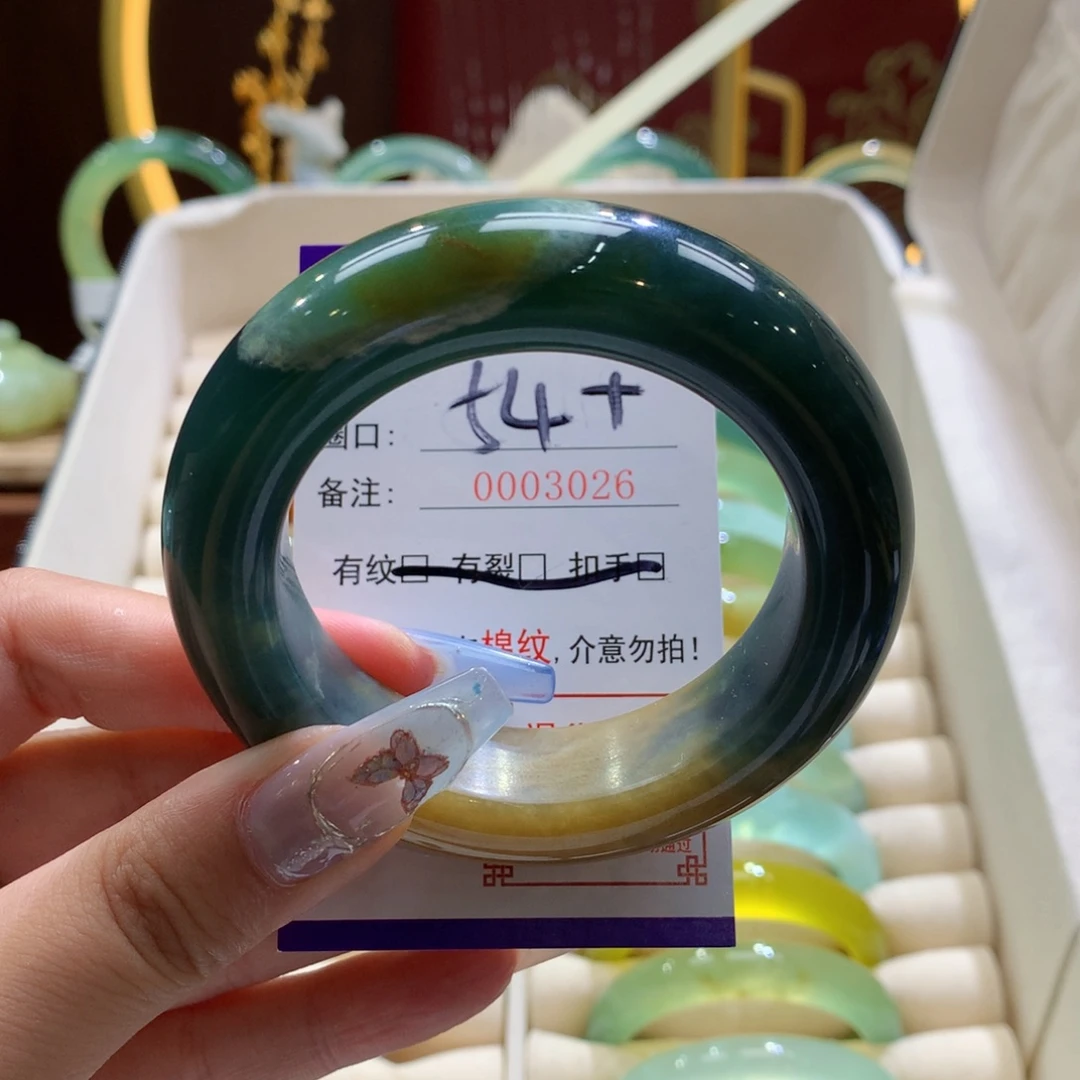 圈口: 54+
备注: 0003026
有纹□ 有裂□ 扣手□
棉纹,介意勿拍!